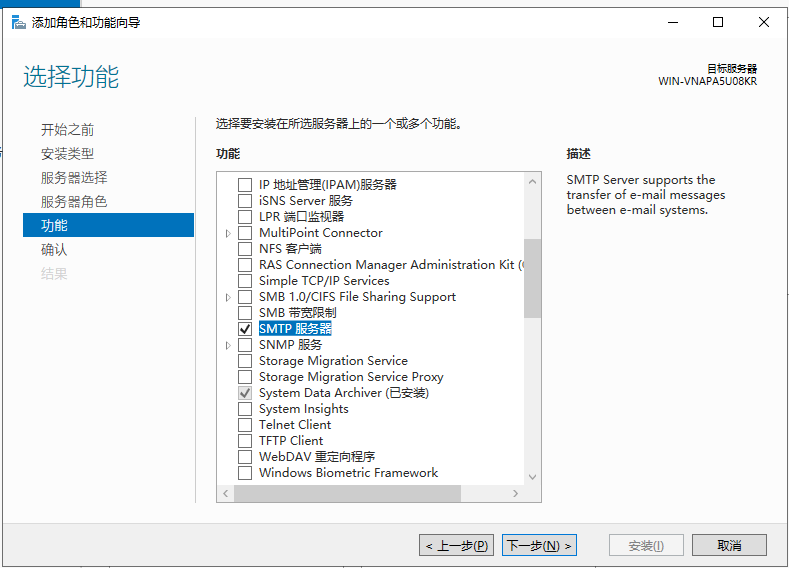 添加角色和功能向导
选择功能
目标服务器
WIN-VNAPA5U08KR
开始之前
安装类型
服务器选择
服务器角色
功能
确认
结果
选择要安装在所选服务器上的一个或多个功能。
功能
IP 地址管理(IPAM)服务器
iSNS Server 服务
LPR 端口监视器
MultiPoint Connector
NFS 客户端
RAS Connection Manager Administration Kit (
Simple TCP/IP Services
SMB 1.0/CIFS File Sharing Support
SMB 带宽限制
SMTP 服务器
SNMP 服务
Storage Migration Service
Storage Migration Service Proxy
System Data Archiver (已安装)
System Insights
Telnet Client
TFTP Client
WebDAV 重定向程序
Windows Biometric Framework
描述
SMTP Server supports the
transfer of e-mail messages
between e-mail systems.
< 上一步(P)
下一步(N) >
安装(I)
取消